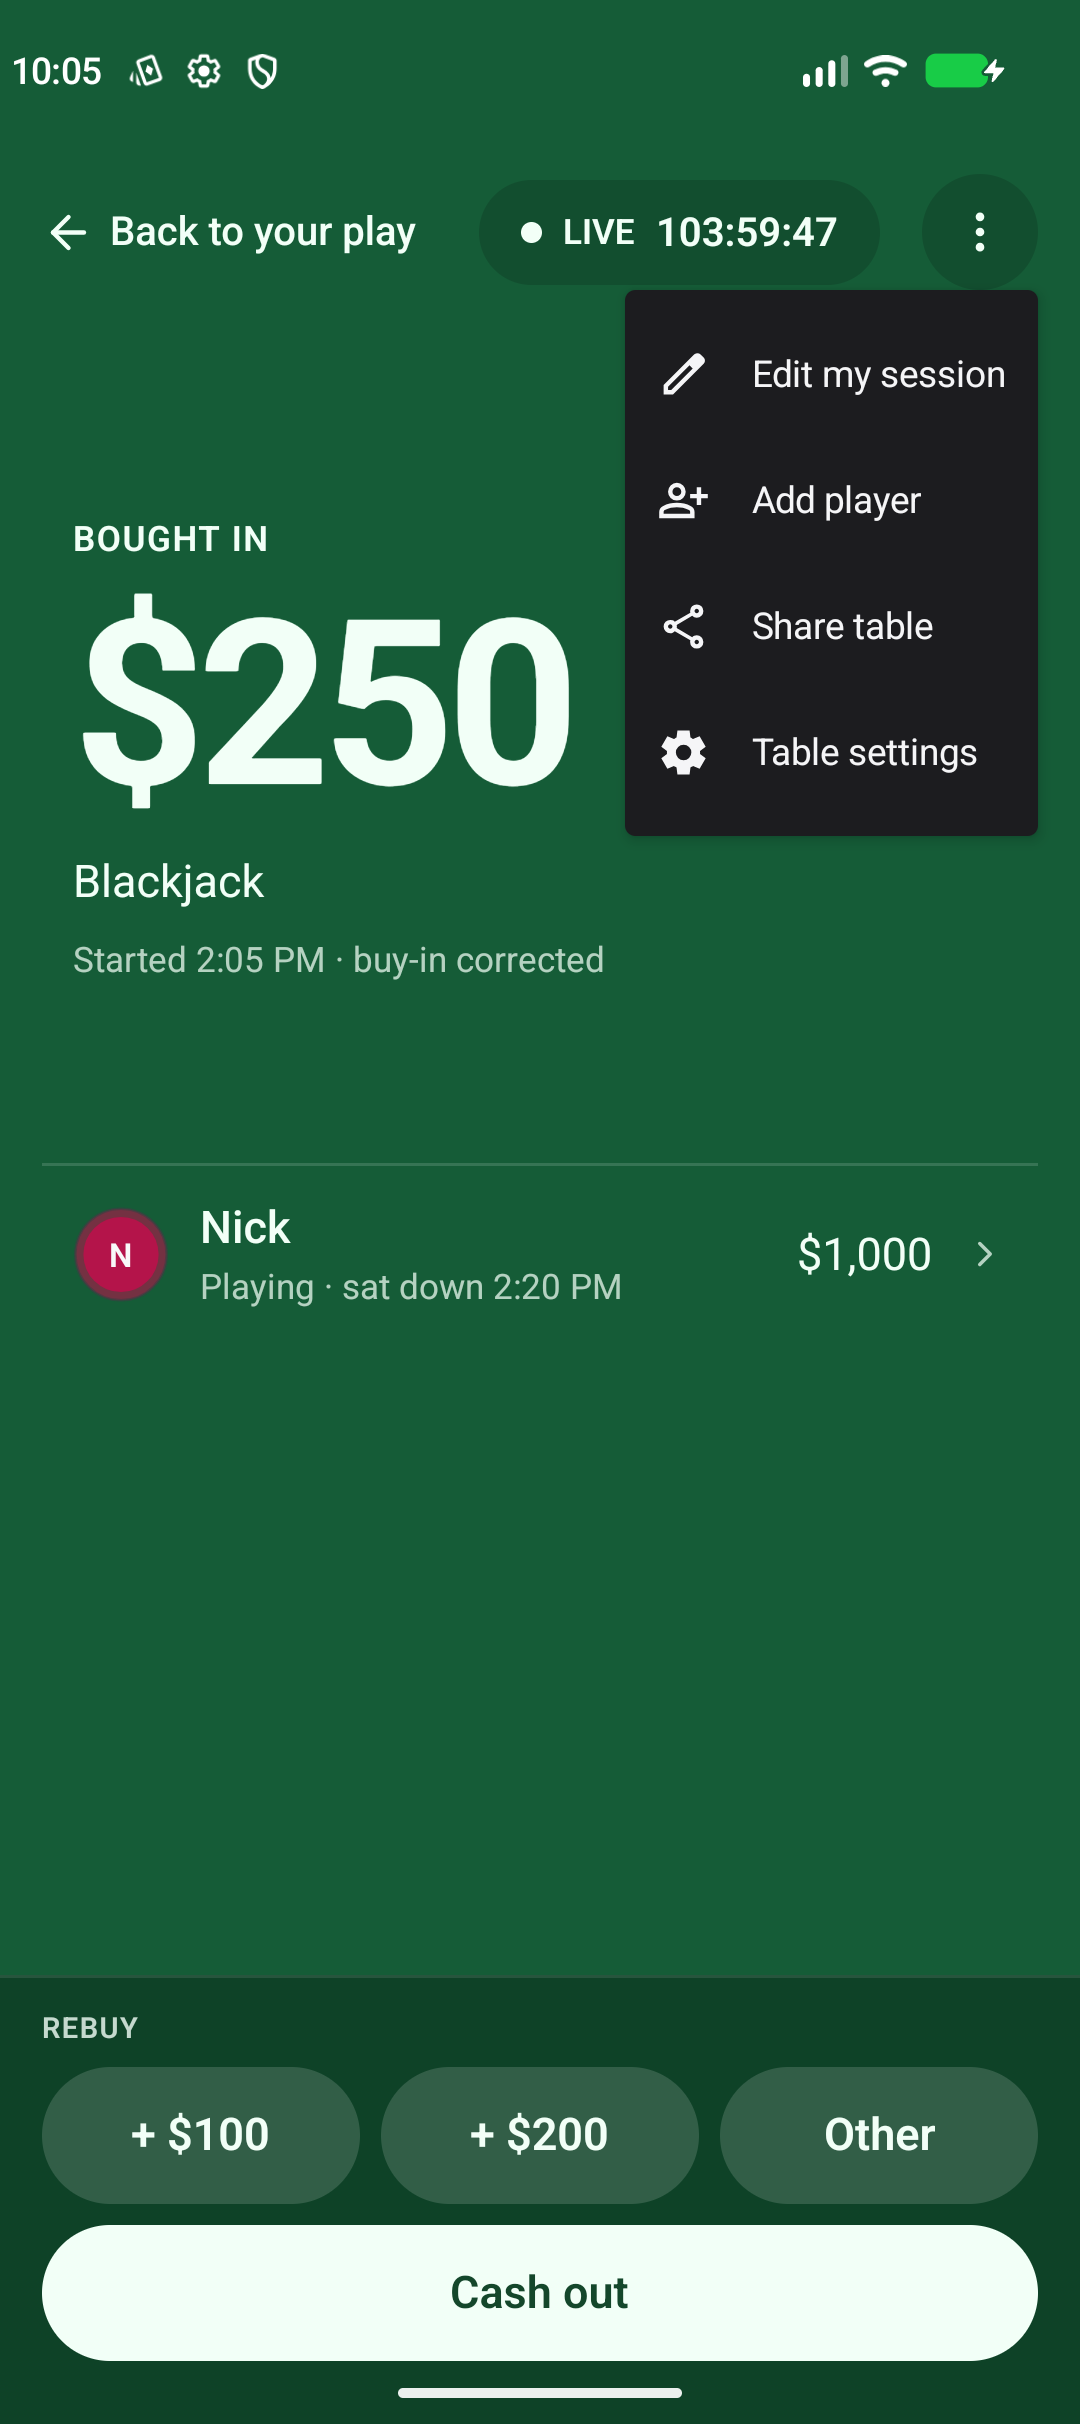 10:05
Back to your play
LIVE 103:59:47
Edit my session
Add player
Share table
Table settings
BOUGHT IN
$250
Blackjack
Started 2:05 PM · buy-in corrected
N
Nick
Playing · sat down 2:20 PM
$1,000
REBUY
+ $100
+ $200
Other
Cash out